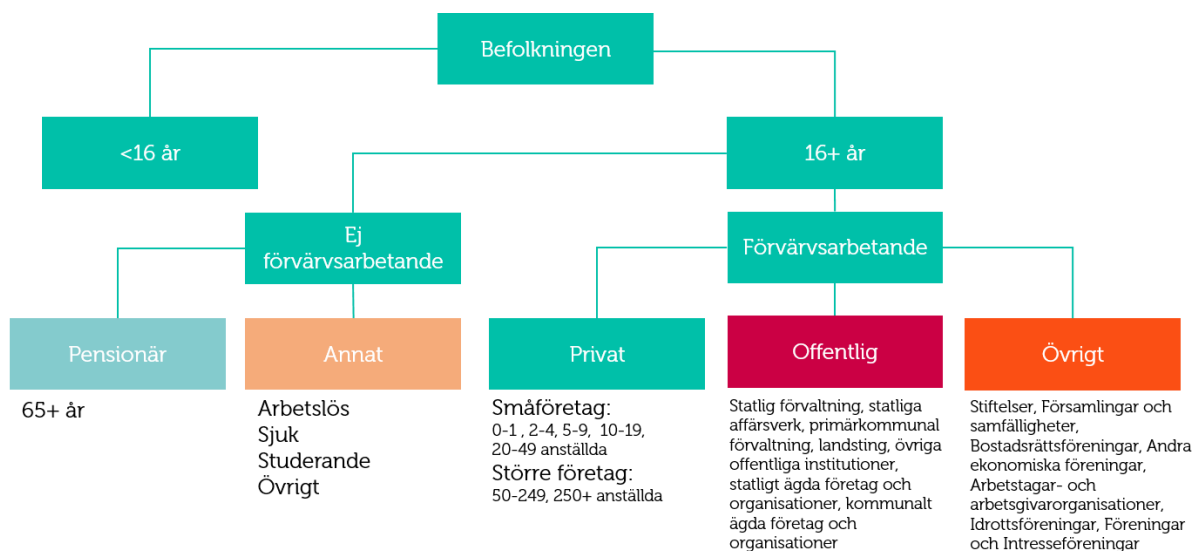 Befolkningen
<16 år
16+ år
Ej
förvärvsarbetande
Förvärvsarbetande
Pensionär
Annat
Privat
Offentlig
Övrigt
65+ år
Arbetslös
Sjuk
Studerande
Övrigt
Småföretag:
0-1 , 2-4, 5-9, 10-19,
20-49 anställda
Större företag:
50-249, 250+ anställda
Statlig förvaltning, statliga
affärsverk, primärkommunal
förvaltning, landsting, övriga
offentliga institutioner,
statligt ägda företag och
organisationer, kommunalt
ägda företag och
organisationer
Stiftelser, Församlingar och
samfälligheter,
Bostadsrättsföreningar, Andra
ekonomiska föreningar,
Arbetstagar- och
arbetsgivarorganisationer,
Idrottsföreningar, Föreningar
och Intresseföreningar